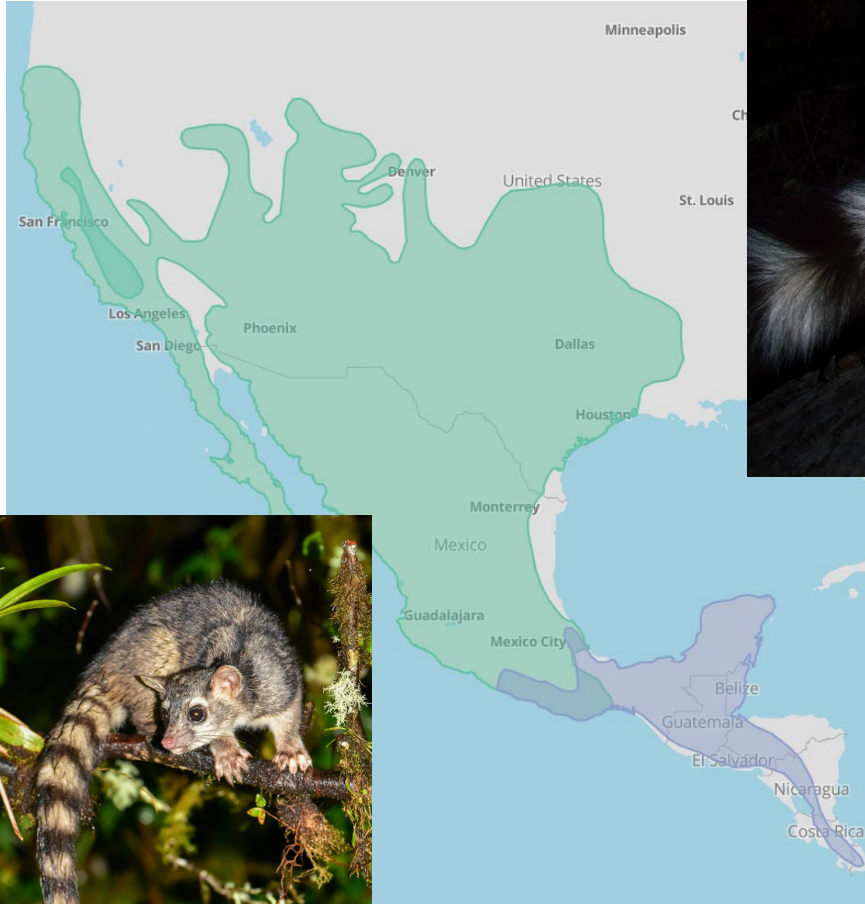 Minneapolis
Ch
Denver
United States
St. Louis
San Francisco
Los Angeles
Phoenix
San Diego
Dallas
Houston
Monterrey
Mexico
Guadalajara
Mexico City
Belize
Guatemala
El Salvador
Nicaragua
Costa Rica